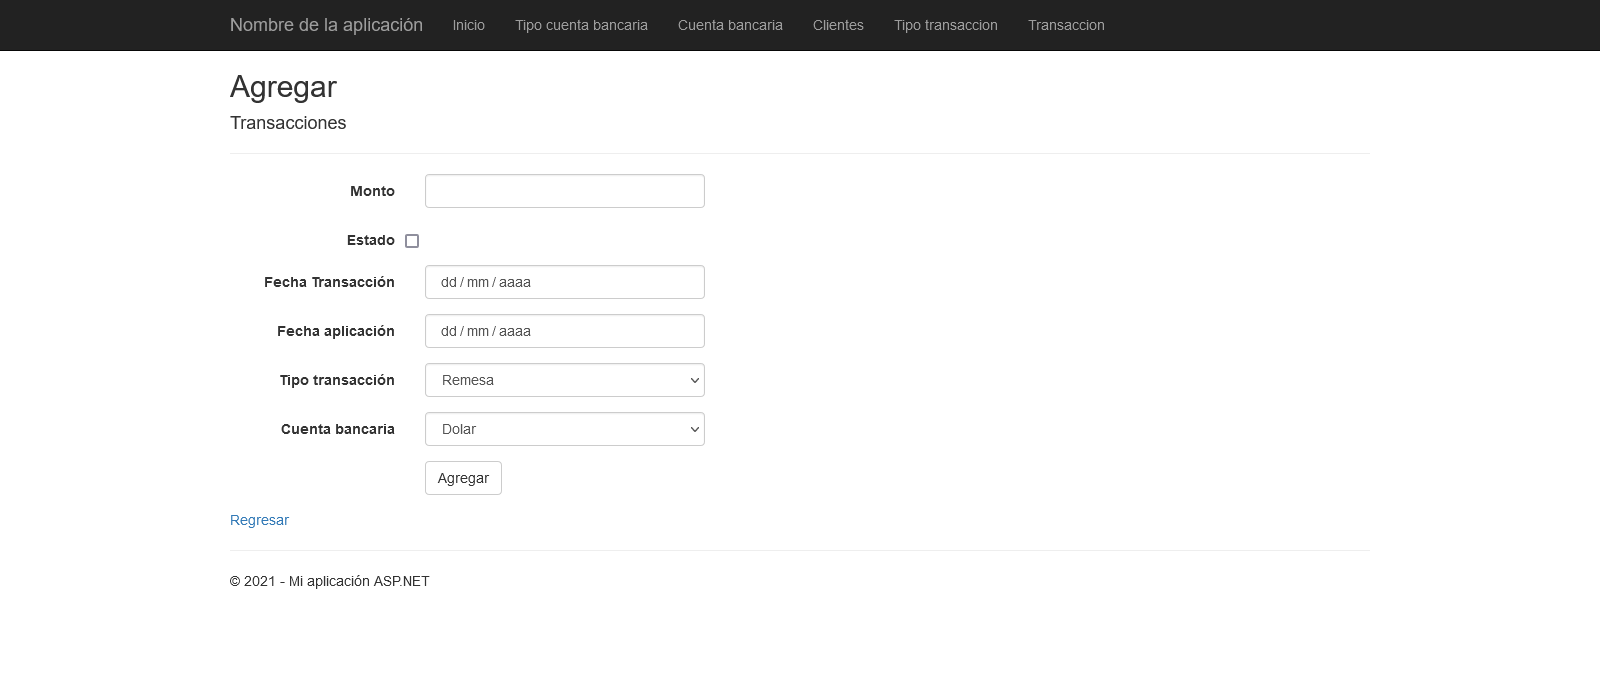 Nombre de la aplicación Inicio Tipo cuenta bancaria Cuenta bancaria Clientes Tipo transaccion Transaccion
Agregar
Transacciones
Monto
Estado
Fecha Transacción dd / mm / aaaa
Fecha aplicación dd / mm / aaaa
Tipo transacción Remesa
Cuenta bancaria Dolar
Agregar
Regresar
© 2021 - Mi aplicación ASP.NET